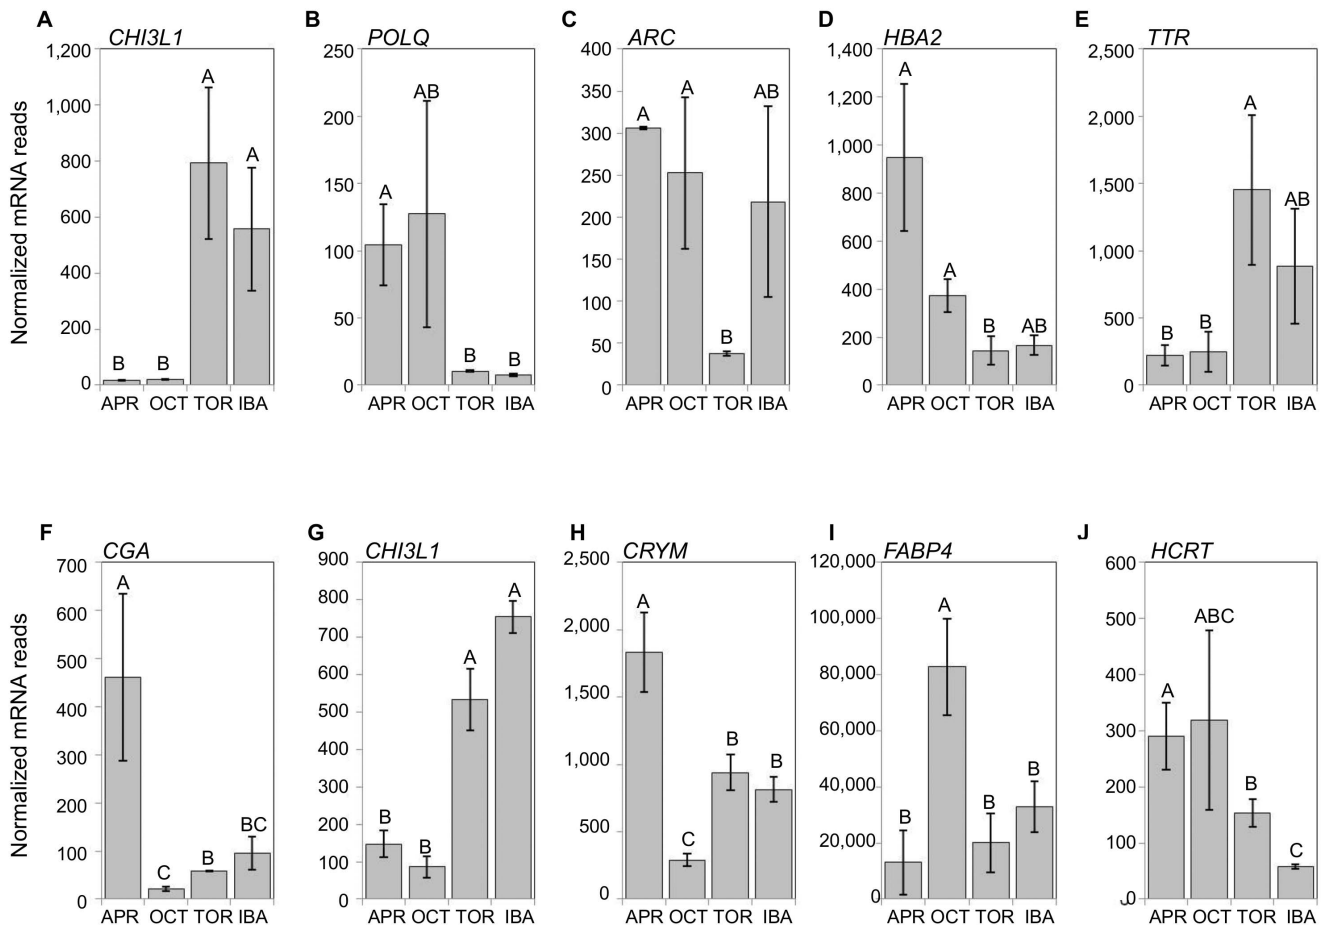 A B C D E
CHI3L1 POLQ ARC HBA2 TTR
Normalized mRNA reads
1,200
1,000
800
600
400
200
0
A
A
B B
APR OCT TOR IBA
250
200
150
100
50
0
AB
A
B B
APR OCT TOR IBA
400
350
300
250
200
150
100
50
0
A A AB
B
APR OCT TOR IBA
1,400
1,200
1,000
800
600
400
200
0
A
A
B AB
APR OCT TOR IBA
2,500
2,000
1,500
1,000
500
0
A
AB
B B
APR OCT TOR IBA
F G H I J
CGA CHI3L1 CRYM FABP4 HCRT
Normalized mRNA reads
700
600
500
400
300
200
100
0
A
C B BC
APR OCT TOR IBA
900
800
700
600
500
400
300
200
100
0
A
A
B B
APR OCT TOR IBA
2,500
2,000
1,500
1,000
500
0
A
B B
C
APR OCT TOR IBA
120,000
100,000
80,000
60,000
40,000
20,000
0
A
B B B
APR OCT TOR IBA
600
500
400
300
200
100
0
ABC
A
B
C
APR OCT TOR IBA